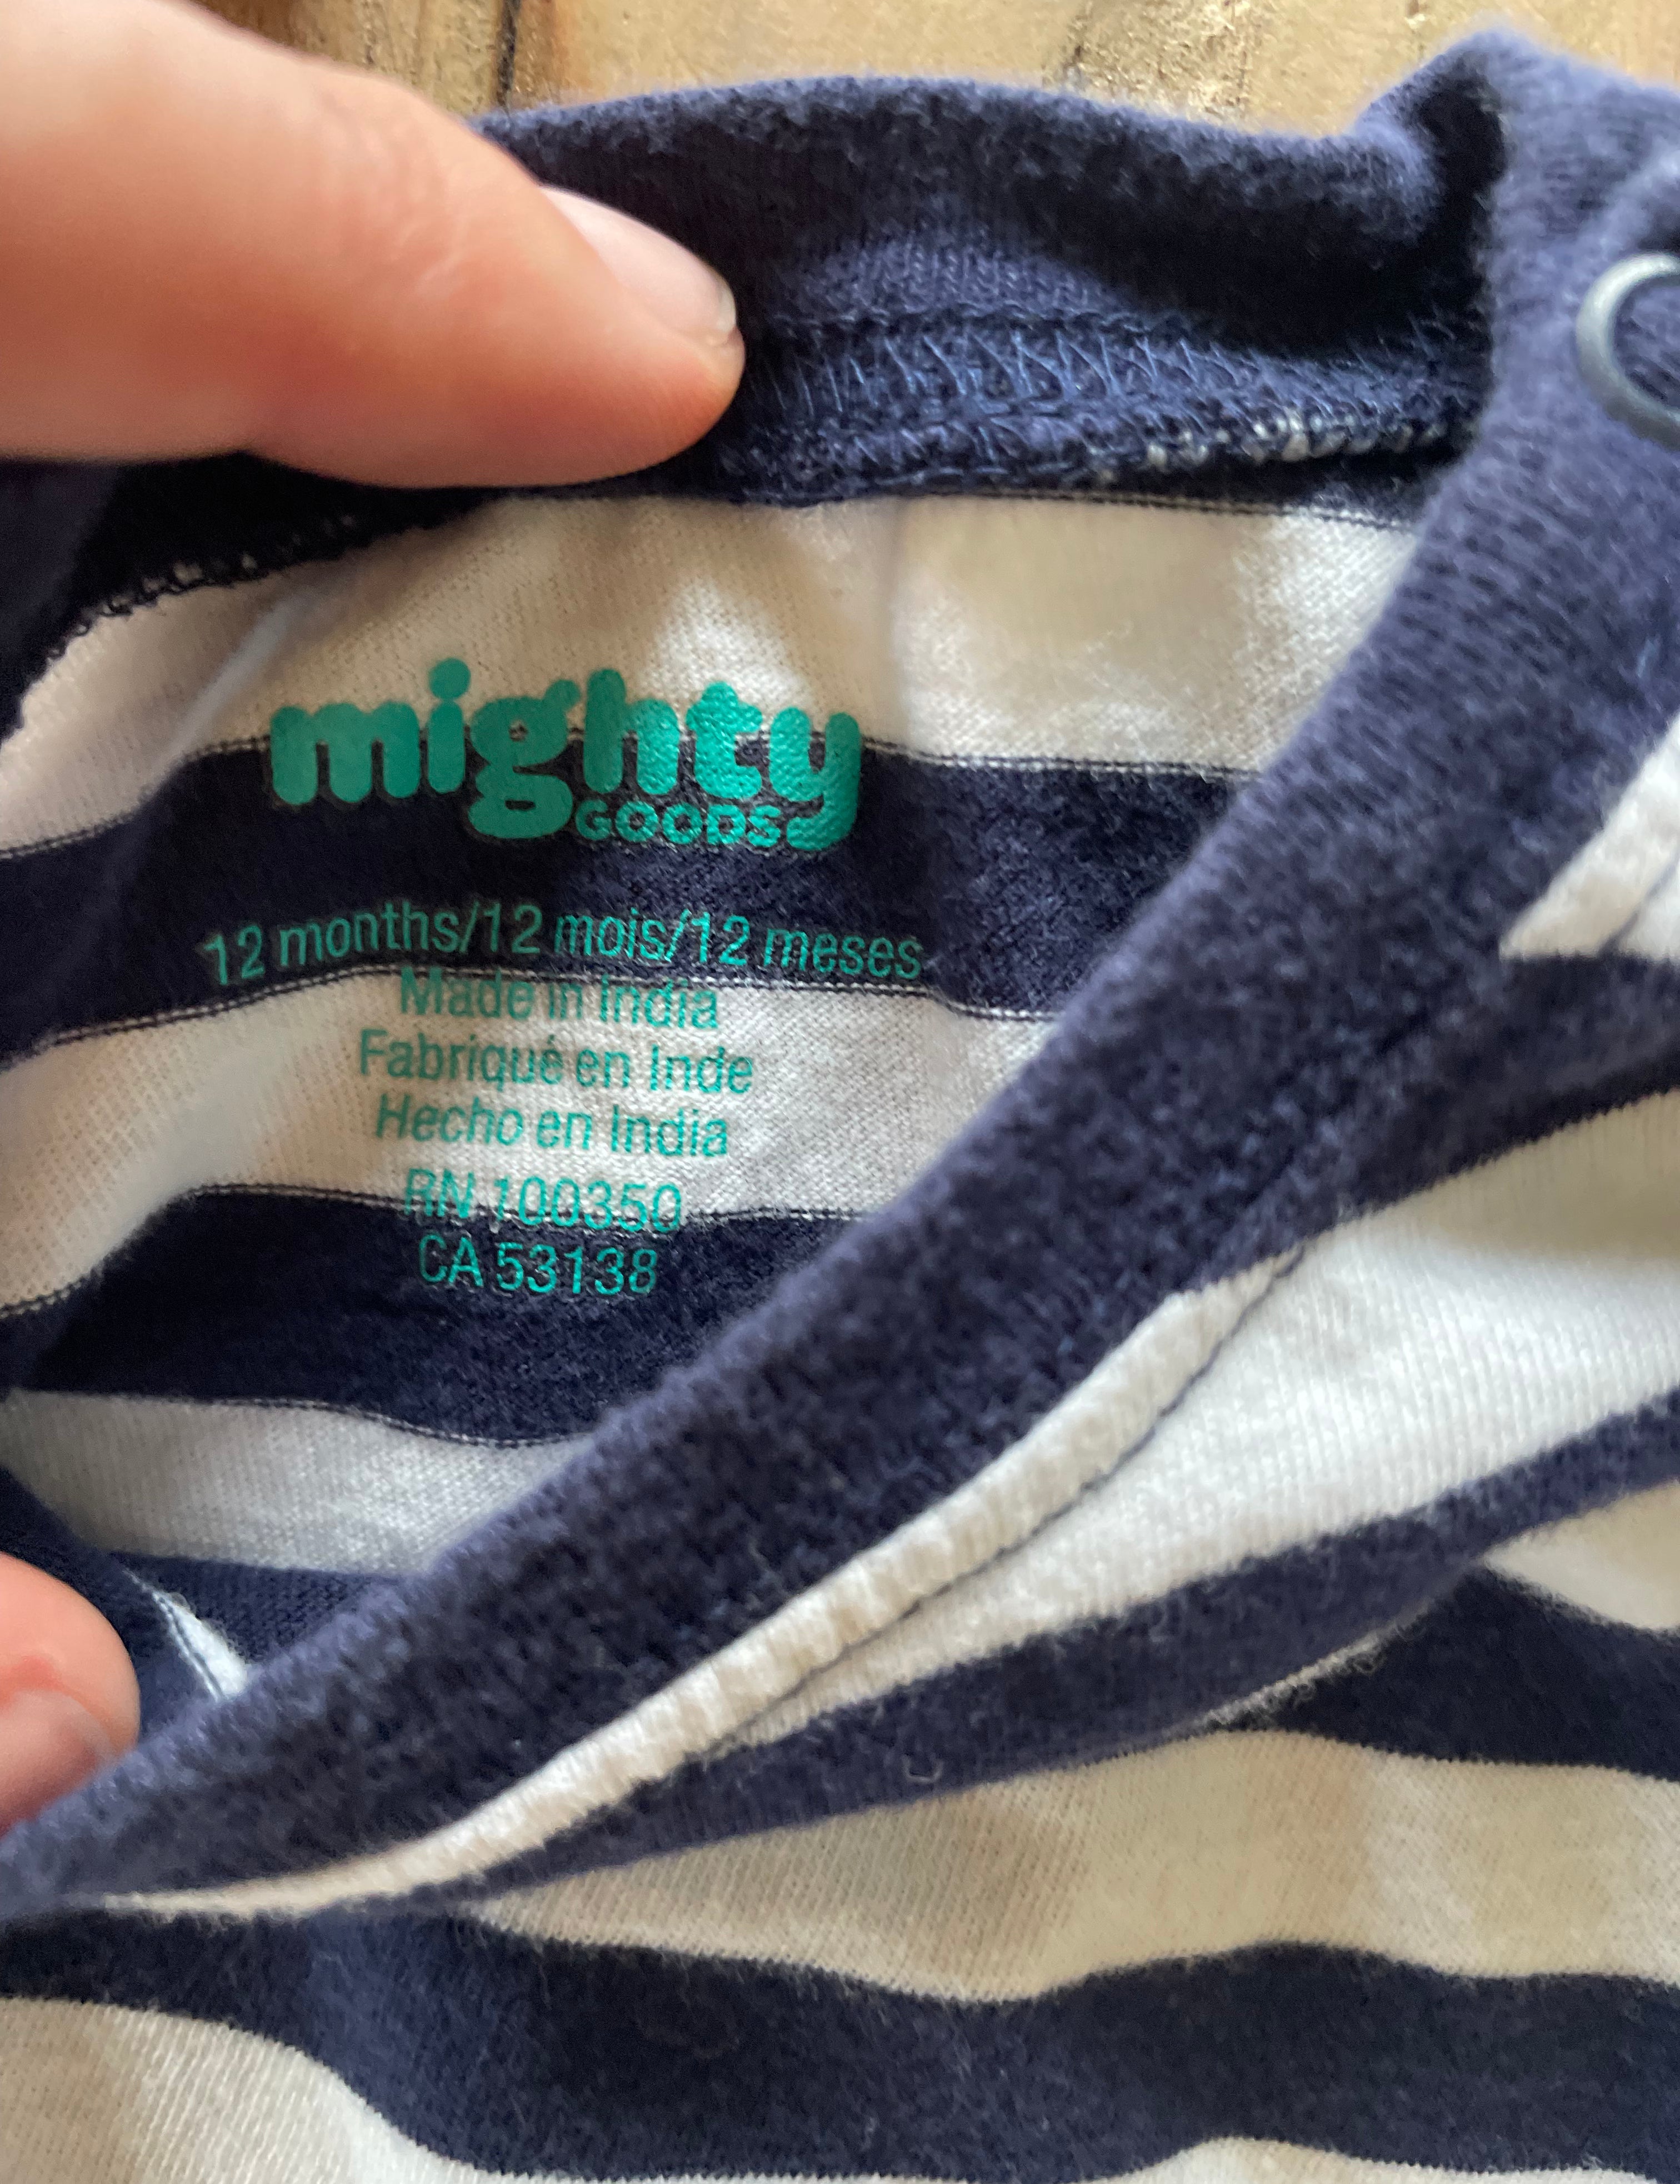 mighty
GOODS
12 months/12 mois/12 meses
Made in India
Fabriqué en Inde
Hecho en India
RN 100350
CA 53138